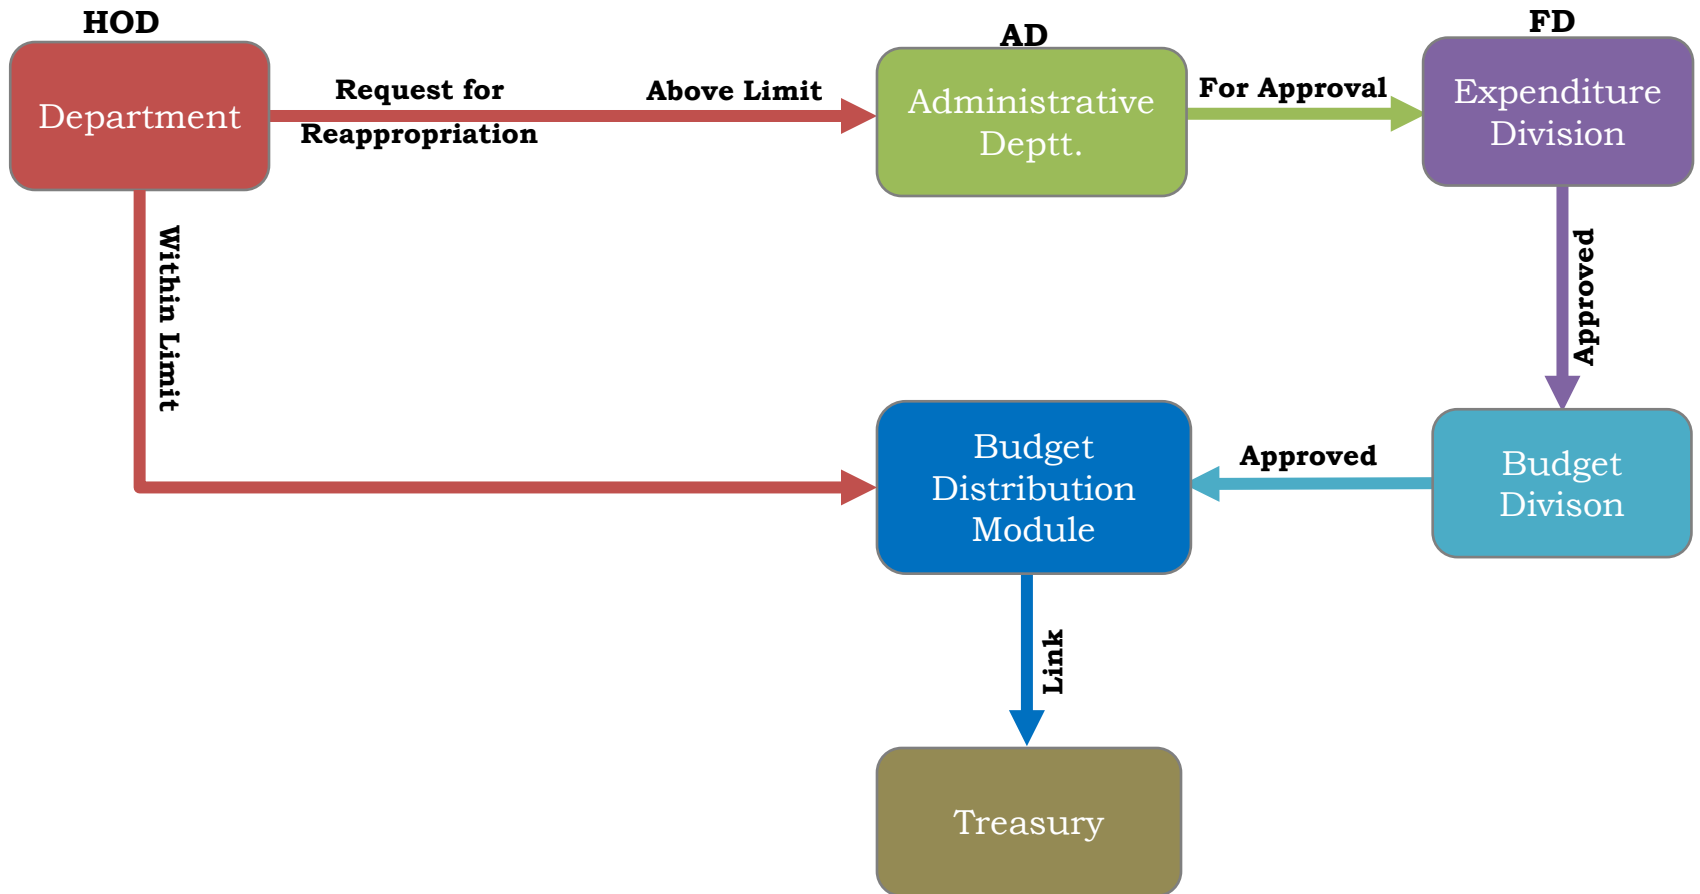 HOD
AD
FD
Department
Request for
Reappropriation
Above Limit
Administrative
Deptt.
For Approval
Expenditure
Division
Within Limit
Approved
Budget
Distribution
Module
Approved
Budget
Divison
Link
Treasury